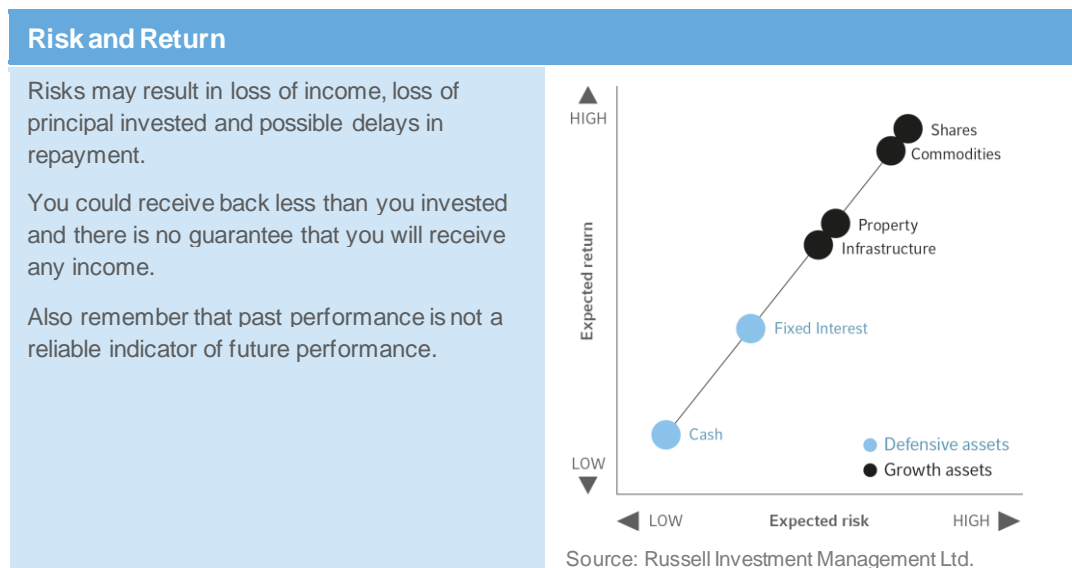 Risk and Return
Risks may result in loss of income, loss of
principal invested and possible delays in
repayment.
You could receive back less than you invested
and there is no guarantee that you will receive
any income.
Also remember that past performance is not a
reliable indicator of future performance.
HIGH
Expected return
LOW
Shares
Commodities
Property
Infrastructure
Fixed Interest
Cash
Defensive assets
Growth assets
LOW Expected risk HIGH
Source: Russell Investment Management Ltd.